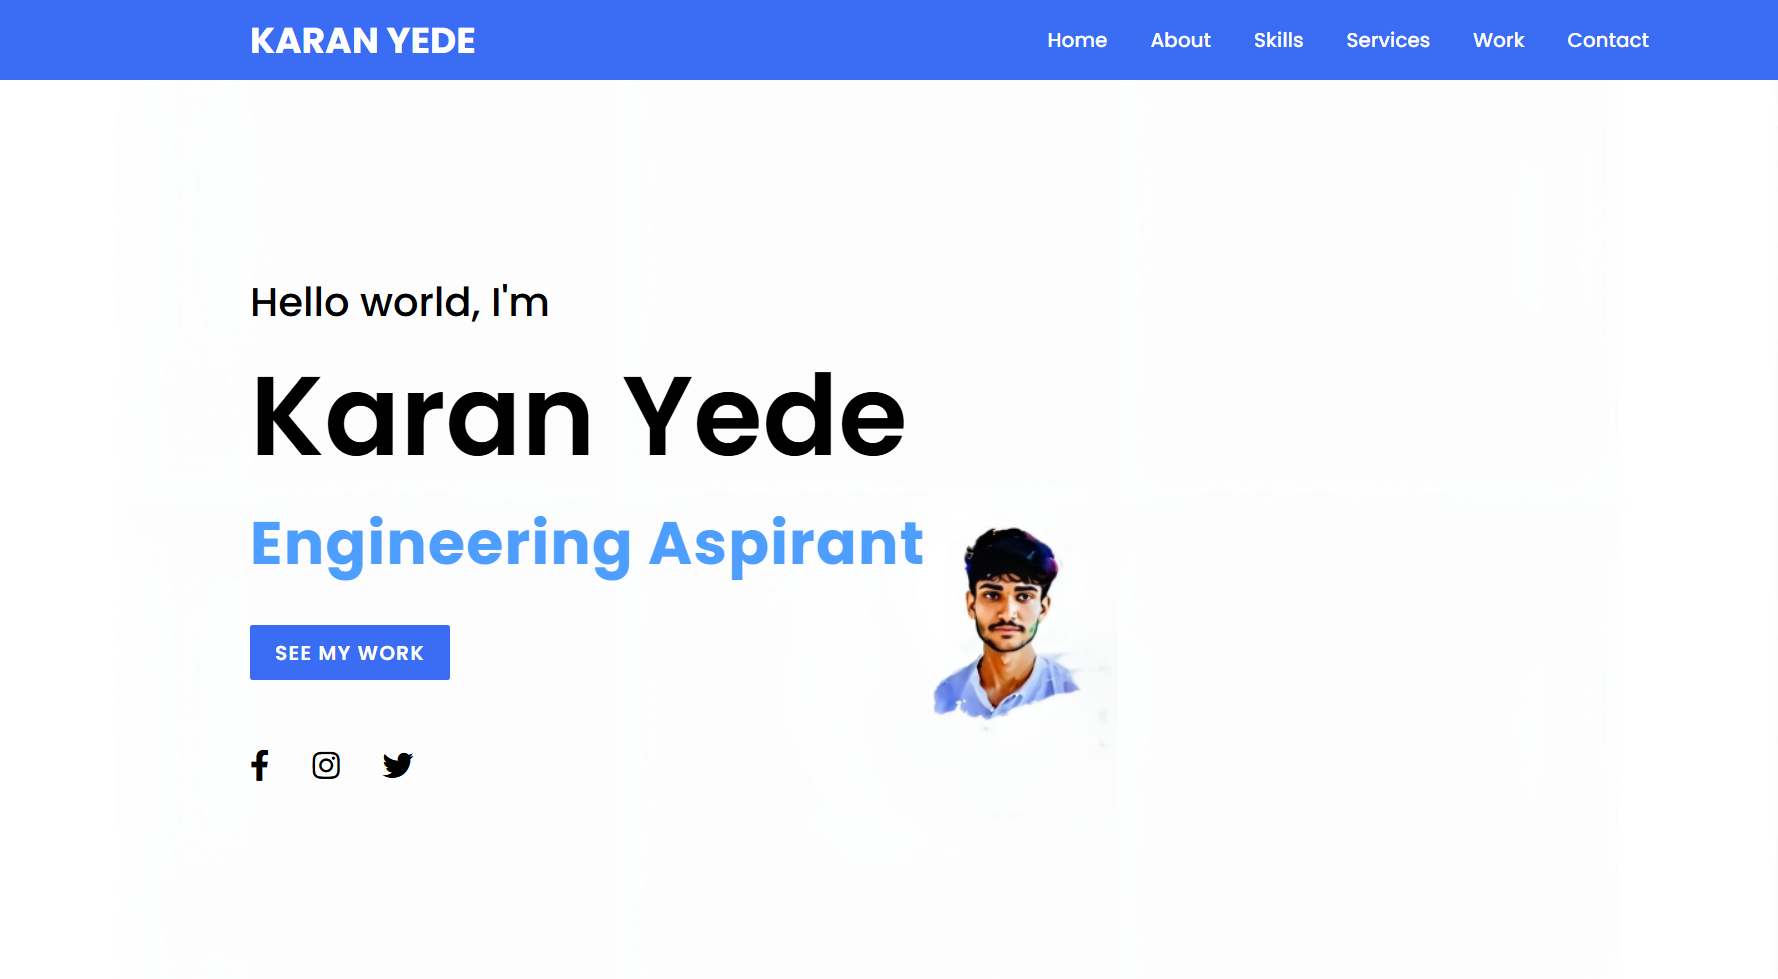 KARAN YEDE
Home About Skills Services Work Contact
Hello world, I'm
Karan Yede
Engineering Aspirant
SEE MY WORK